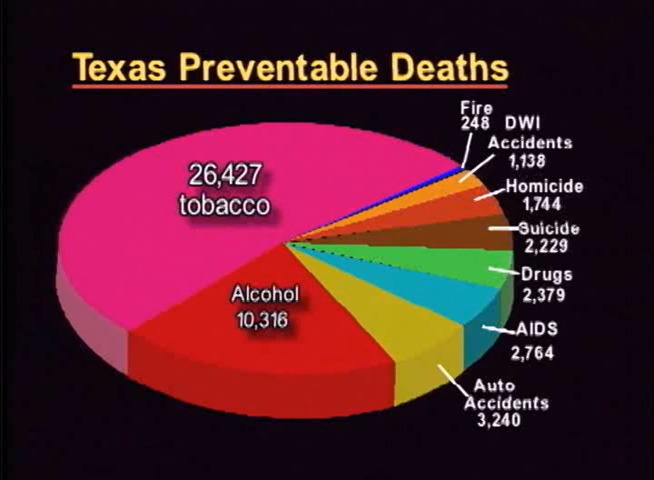 Texas Preventable Deaths
Fire
248
DWI
Accidents
1,138
26,427
tobacco
Homicide
1,744
Suicide
2,229
Drugs
2,379
Alcohol
10,316
AIDS
2,764
Auto
Accidents
3,240